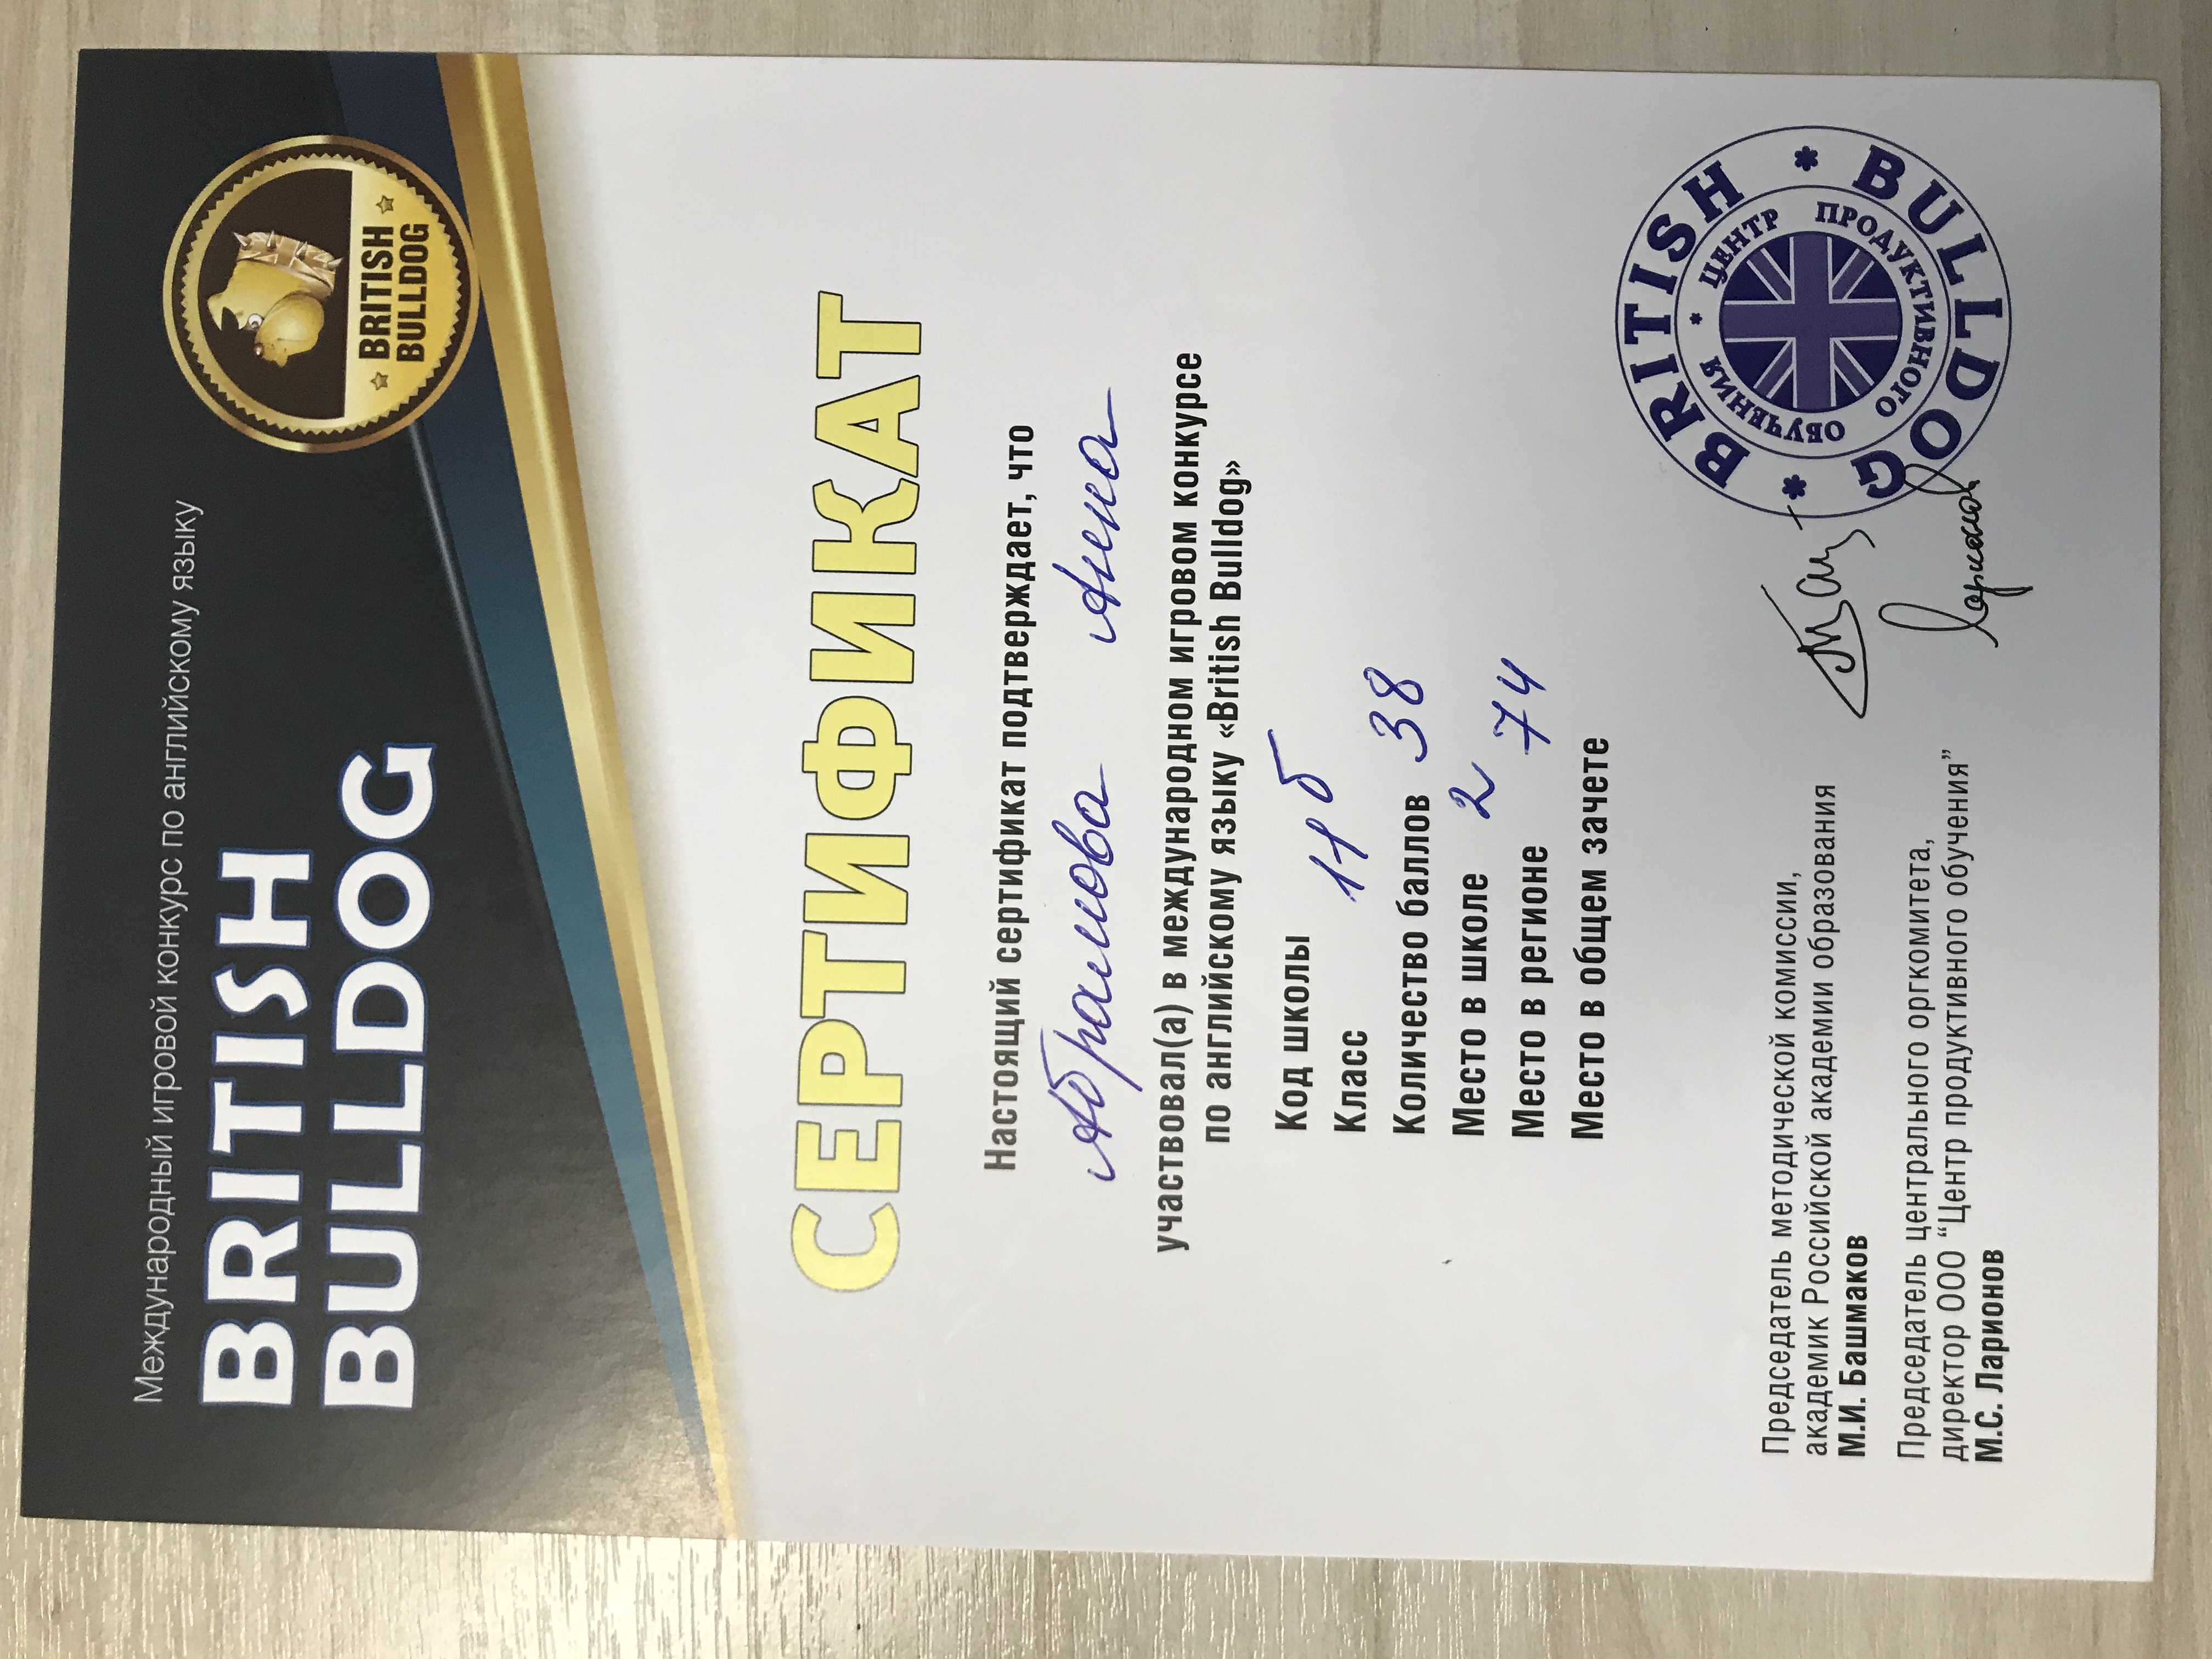 Международный игровой конкурс по английскому языку
BRITISH
BULLDOG
BRITISH
BULLDOG
СЕРТИФИКАТ
Настоящий сертификат подтверждает, что
Абрамова Анна
участвовал(а) в международном игровом конкурсе
по английскому языку «British Bulldog»
Код школы
Класс 11 б
Количество баллов 38
Место в школе 2
Место в регионе 74
Место в общем зачете
Председатель методической комиссии,
академик Российской академии образования
М.И. Башмаков
Председатель центрального оргкомитета,
директор ООО “Центр продуктивного обучения”
М.С. Ларионов
BRITISH * BULLDOG *
ЦЕНТР ПРОДУКТИВНОГО ОБУЧЕНИЯ *